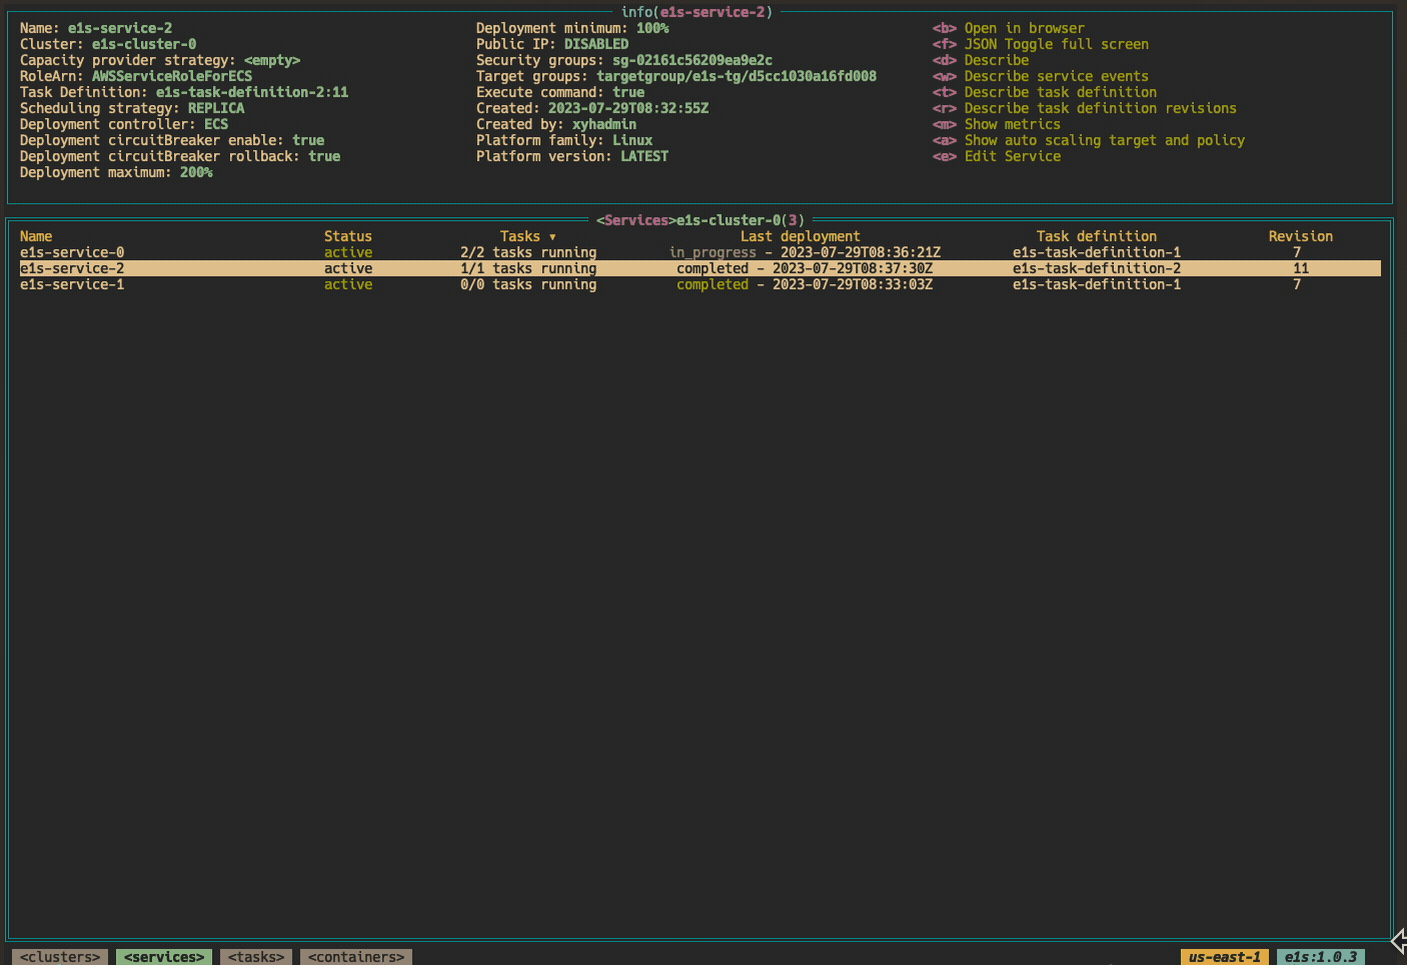 info(e1s-service-2)
Name: e1s-service-2 Deployment minimum: 100% <b> Open in browser
Cluster: e1s-cluster-0 Public IP: DISABLED <f> JSON Toggle full screen
Capacity provider strategy: <empty> Security groups: sg-02161c56209ea9e2c <d> Describe
RoleArn: AWSServiceRoleForECS Target groups: targetgroup/e1s-tg/d5cc1030a16fd008 <w> Describe service events
Task Definition: e1s-task-definition-2:11 Execute command: true <t> Describe task definition
Scheduling strategy: REPLICA Created: 2023-07-29T08:32:55Z <r> Describe task definition revisions
Deployment controller: ECS Created by: xyhadmin <m> Show metrics
Deployment circuitBreaker enable: true Platform family: Linux <a> Show auto scaling target and policy
Deployment circuitBreaker rollback: true Platform version: LATEST <e> Edit Service
Deployment maximum: 200%
<Services>e1s-cluster-0(3)
Name Status Tasks ▾ Last deployment Task definition Revision
e1s-service-0 active 2/2 tasks running in_progress - 2023-07-29T08:36:21Z e1s-task-definition-1 7
e1s-service-2 active 1/1 tasks running completed - 2023-07-29T08:37:30Z e1s-task-definition-2 11
e1s-service-1 active 0/0 tasks running completed - 2023-07-29T08:33:03Z e1s-task-definition-1 7
<clusters> <services> <tasks> <containers> us-east-1 e1s:1.0.3